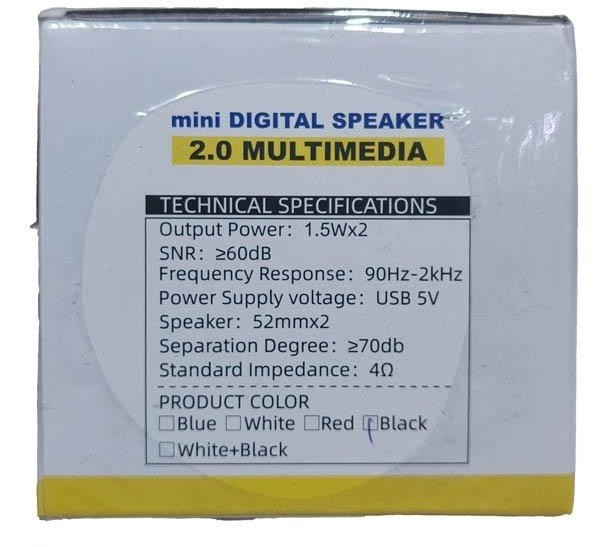 mini DIGITAL SPEAKER
2.0 MULTIMEDIA
TECHNICAL SPECIFICATIONS
Output Power: 1.5Wx2
SNR: ≥60dB
Frequency Response: 90Hz-2kHz
Power Supply voltage: USB 5V
Speaker: 52mmx2
Separation Degree: ≥70db
Standard Impedance: 4Ω
PRODUCT COLOR
☐Blue ☐White ☐Red ☐Black
☐White+Black